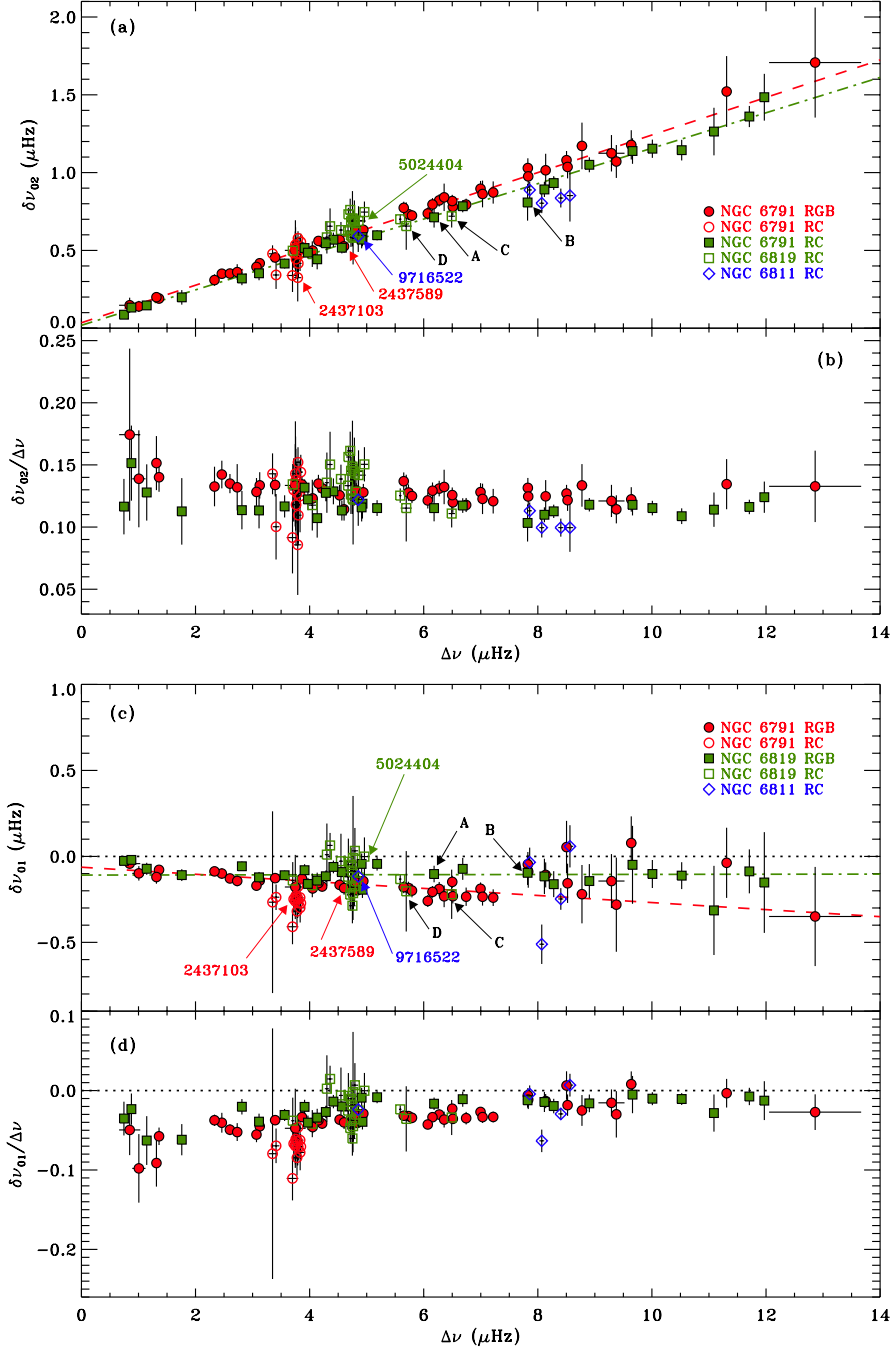 (a)
2.0
1.5
1.0
0.5
0.0
δν02 (μHz)
5024404
9716522
2437589
2437103
D
A
C
B
NGC 6791 RGB
NGC 6791 RC
NGC 6791 RC
NGC 6819 RC
NGC 6811 RC
(b)
0.25
0.20
0.15
0.10
0.05
δν02/Δν
0 2 4 6 8 10 12 14
Δν (μHz)
(c)
1.0
0.5
0.0
−0.5
δν01 (μHz)
5024404
A
B
D
C
2437103
2437589
9716522
NGC 6791 RGB
NGC 6791 RC
NGC 6819 RGB
NGC 6819 RC
NGC 6811 RC
(d)
0.1
0.0
−0.1
−0.2
δν01/Δν
0 2 4 6 8 10 12 14
Δν (μHz)